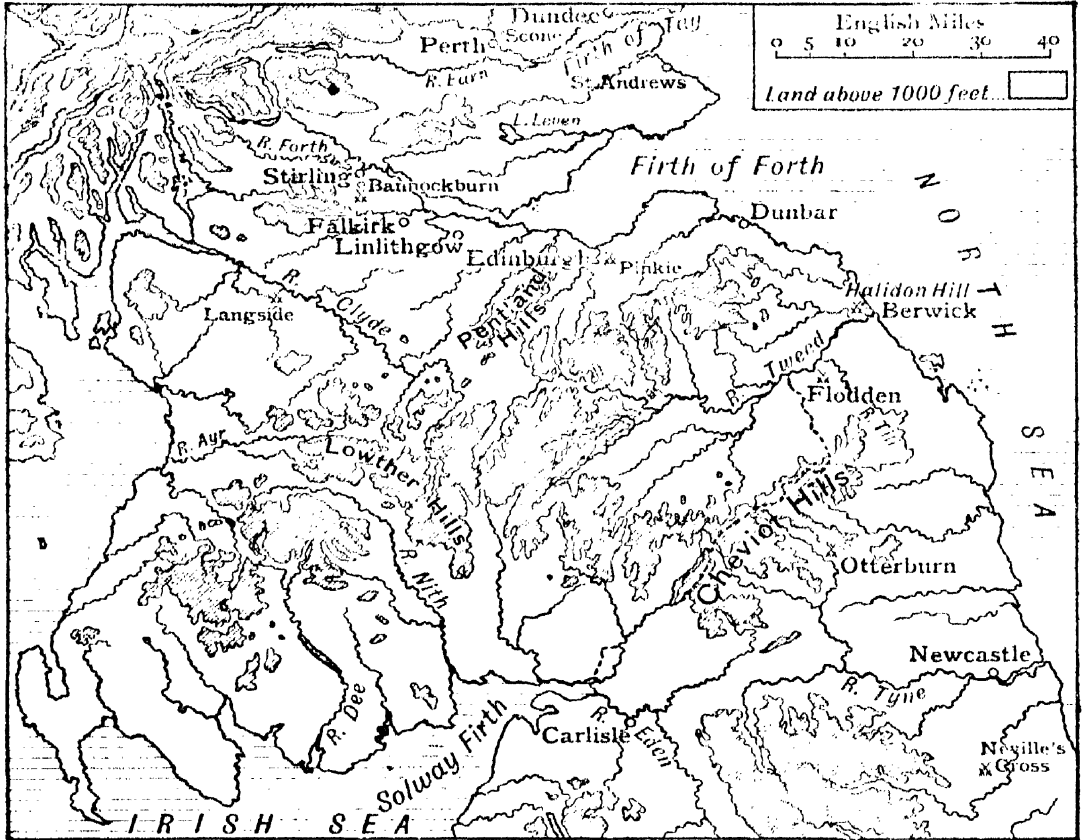 Dundee
Scone
Perth
Firth of Tay
R. Earn
St. Andrews
English Miles
0 5 10 20 30 40
Land above 1000 feet...
L. Leven
R. Forth
Stirling
Bannockburn
Firth of Forth
Falkirk
Linlithgow
Edinburgh
Pinkie
Dunbar
NORTH SEA
Halidon Hill
Berwick
Langside
R. Clyde
Pentland Hills
R. Tweed
Flodden
Till
R. Ayr
Lowther Hills
Cheviot Hills
R. Nith
Otterburn
Newcastle
R. Tyne
R. Dee
Solway Firth
Carlisle
R. Eden
Neville's
Cross
IRISH SEA